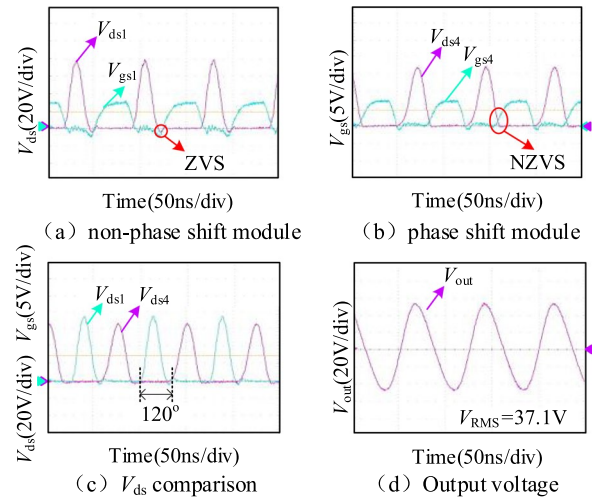 Vds1
Vgs1
Vds(20V/div)
ZVS
Time(50ns/div)
（a）non-phase shift module
Vds4
Vgs4
Vgs(5V/div)
NZVS
Time(50ns/div)
（b）phase shift module
Vds(20V/div) Vgs(5V/div)
Vds1 Vds4
120°
Time(50ns/div)
（c）Vds comparison
Vout
Vout(20V/div)
VRMS=37.1V
Time(50ns/div)
（d）Output voltage